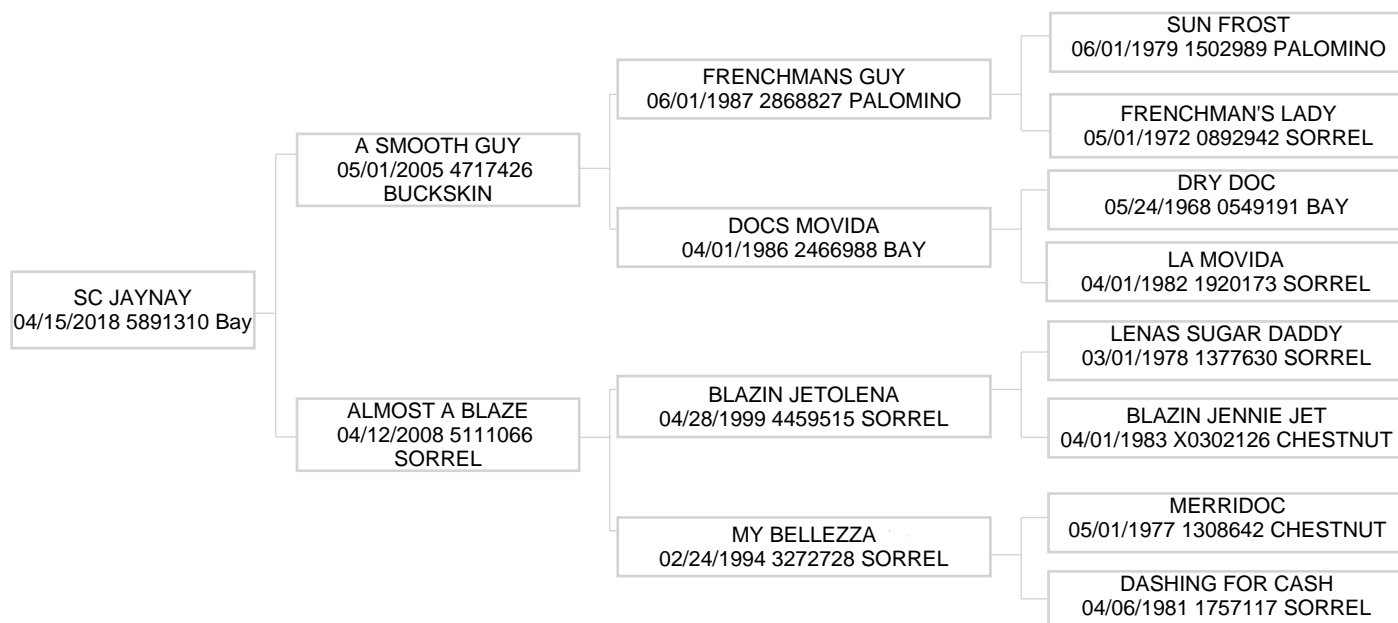 SC JAYNAY
04/15/2018 5891310 Bay
A SMOOTH GUY
05/01/2005 4717426
BUCKSKIN
ALMOST A BLAZE
04/12/2008 5111066
SORREL
FRENCHMANS GUY
06/01/1987 2868827 PALOMINO
DOCS MOVIDA
04/01/1986 2466988 BAY
BLAZIN JETOLENA
04/28/1999 4459515 SORREL
MY BELLEZZA
02/24/1994 3272728 SORREL
SUN FROST
06/01/1979 1502989 PALOMINO
FRENCHMAN'S LADY
05/01/1972 0892942 SORREL
DRY DOC
05/24/1968 0549191 BAY
LA MOVIDA
04/01/1982 1920173 SORREL
LENAS SUGAR DADDY
03/01/1978 1377630 SORREL
BLAZIN JENNIE JET
04/01/1983 X0302126 CHESTNUT
MERRIDOC
05/01/1977 1308642 CHESTNUT
DASHING FOR CASH
04/06/1981 1757117 SORREL